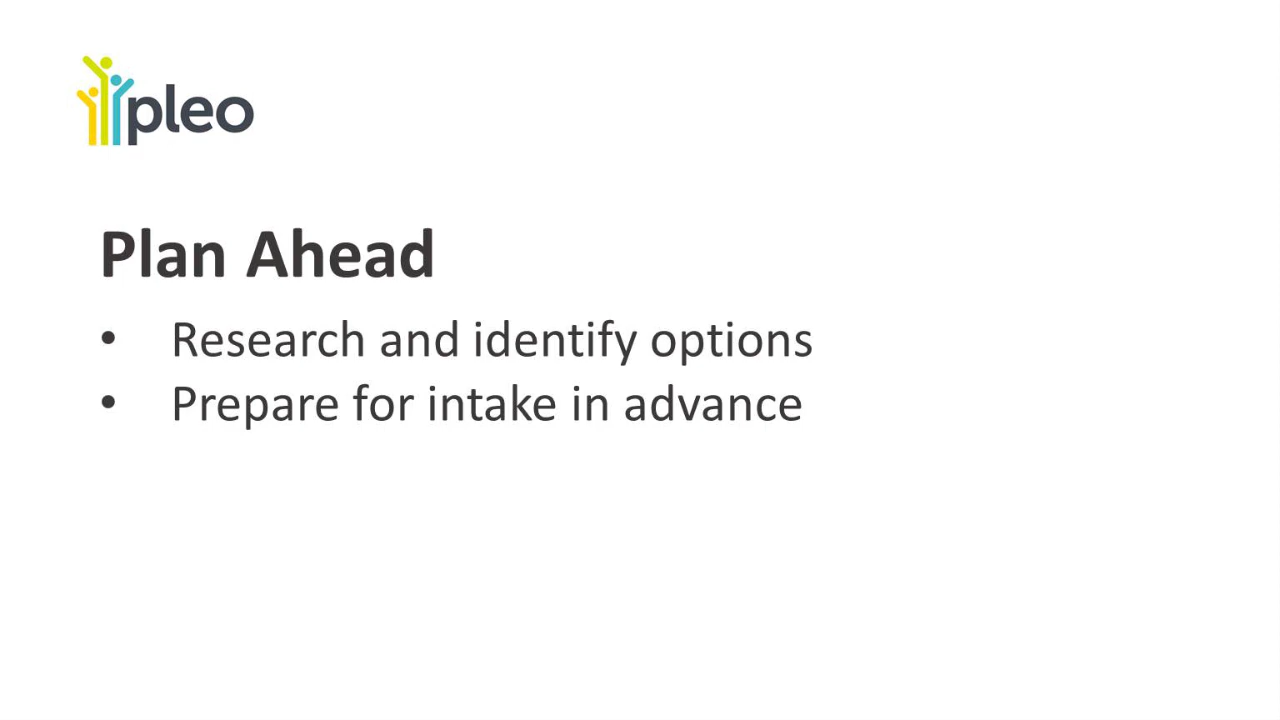 pleo
Plan Ahead
• Research and identify options
• Prepare for intake in advance